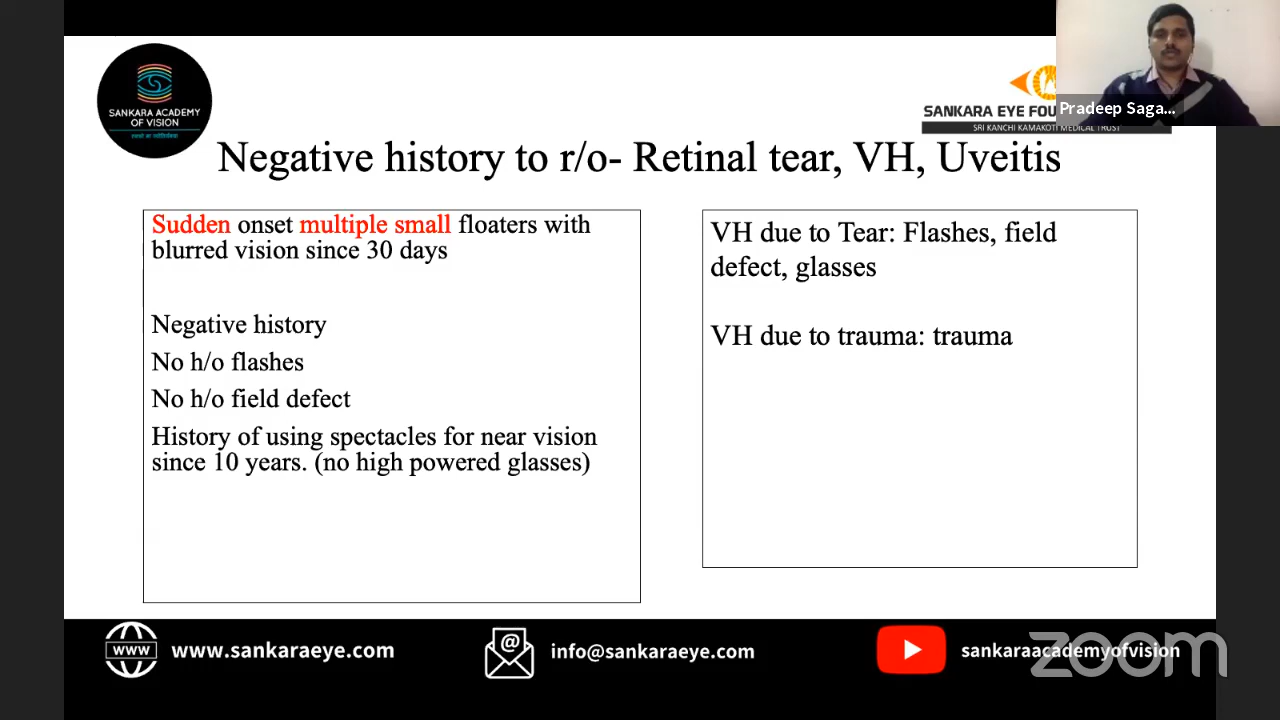 SANKARA ACADEMY
OF VISION
SANKARA EYE FOU
SRI KANCHI KAMAKOTI MEDICAL TRUST
Pradeep Saga...
Negative history to r/o- Retinal tear, VH, Uveitis
Sudden onset multiple small floaters with
blurred vision since 30 days
Negative history
No h/o flashes
No h/o field defect
History of using spectacles for near vision
since 10 years. (no high powered glasses)
VH due to Tear: Flashes, field
defect, glasses
VH due to trauma: trauma
WWW
www.sankaraeye.com
@
info@sankaraeye.com
sankaraacademyofvision
zoom